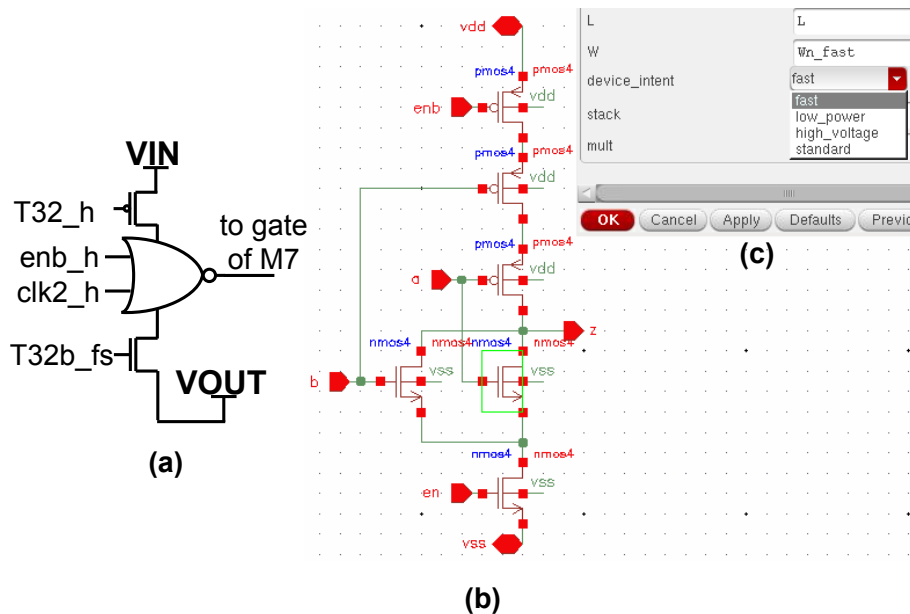 (a)
VIN
T32_h
enb_h
clk2_h
to gate
of M7
T32b_fs
VOUT
vdd
pmos4 pmos4
enb
vdd
pmos4 pmos4
vdd
pmos4 pmos4
a
vdd
z
nmos4 nmos4 nmos4 nmos4
b
vss vss
nmos4 nmos4
en
vss
vss
(b)
L L
W Wn_fast
device_intent fast
fast
stack
low_power
high_voltage
mult
standard
OK Cancel Apply Defaults Previo
(c)